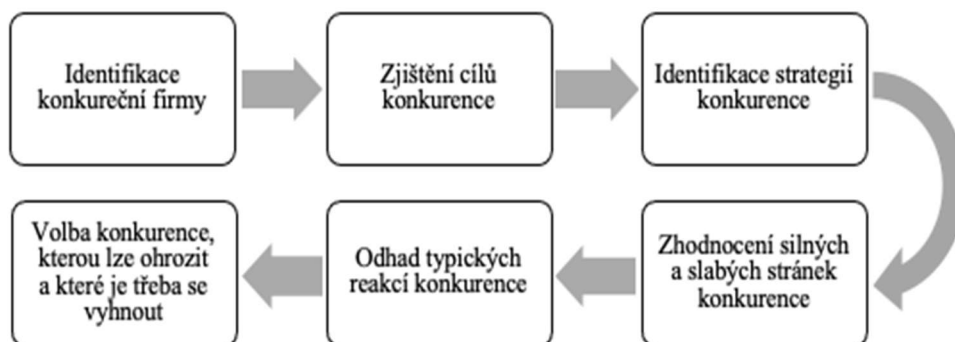 Identifikace
konkureční firmy
Zjištění cílů
konkurence
Identifikace strategií
konkurence
Zhodnocení silných
a slabých stránek
konkurence
Odhad typických
reakcí konkurence
Volba konkurence,
kterou lze ohrozit
a které je třeba se
vyhnout